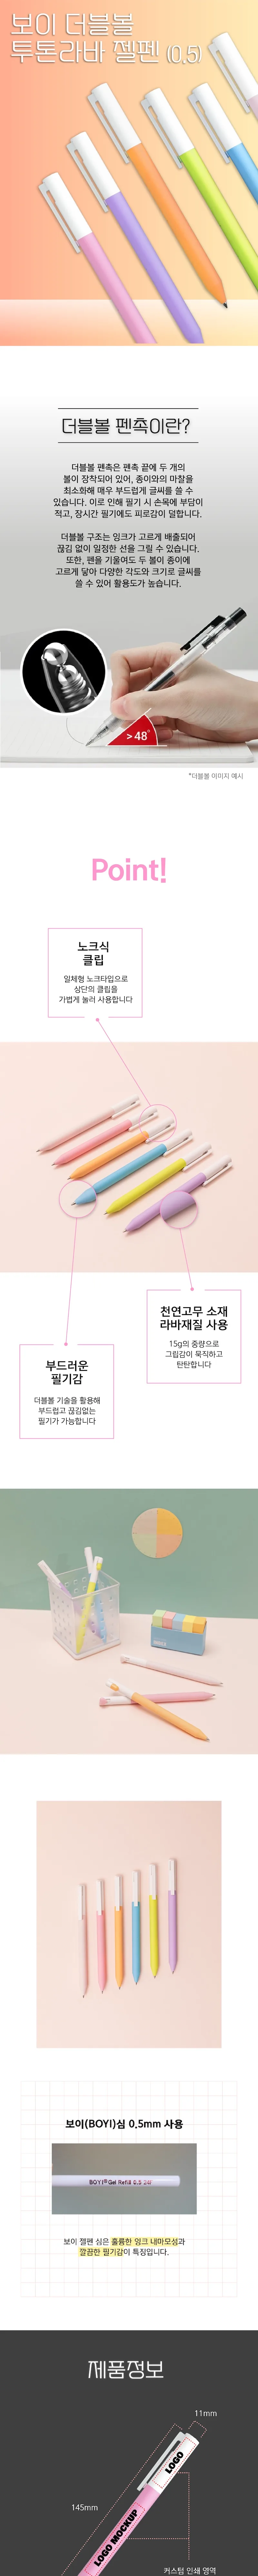 보이 더블볼
투톤라바 젤펜 (0.5)
더블볼 펜촉이란?
더블볼 펜촉은 펜촉 끝에 두 개의
볼이 장착되어 있어, 종이와의 마찰을
최소화해 매우 부드럽게 글씨를 쓸 수
있습니다. 이로 인해 필기 시 손목에 부담이
적고, 장시간 필기에도 피로감이 덜합니다.
더블볼 구조는 잉크가 고르게 배출되어
끊김 없이 일정한 선을 그릴 수 있습니다.
또한, 펜을 기울여도 두 볼이 종이에
고르게 닿아 다양한 각도와 크기로 글씨를
쓸 수 있어 활용도가 높습니다.
> 48°
*더블볼 이미지 예시
Point!
노크식
클립
일체형 노크타입으로
상단의 클립을
가볍게 눌러 사용합니다
천연고무 소재
라바재질 사용
15g의 중량으로
그립감이 묵직하고
탄탄합니다
부드러운
필기감
더블볼 기술을 활용해
부드럽고 끊김없는
필기가 가능합니다
보이(BOYI)심 0.5mm 사용
BOYI® Gel Refill 0.5
보이 젤펜 심은 훌륭한 잉크 내마모성과
깔끔한 필기감이 특징입니다.
제품정보
11mm
LOGO
145mm
LOGO MOCKUP
커스텀 인쇄 영역